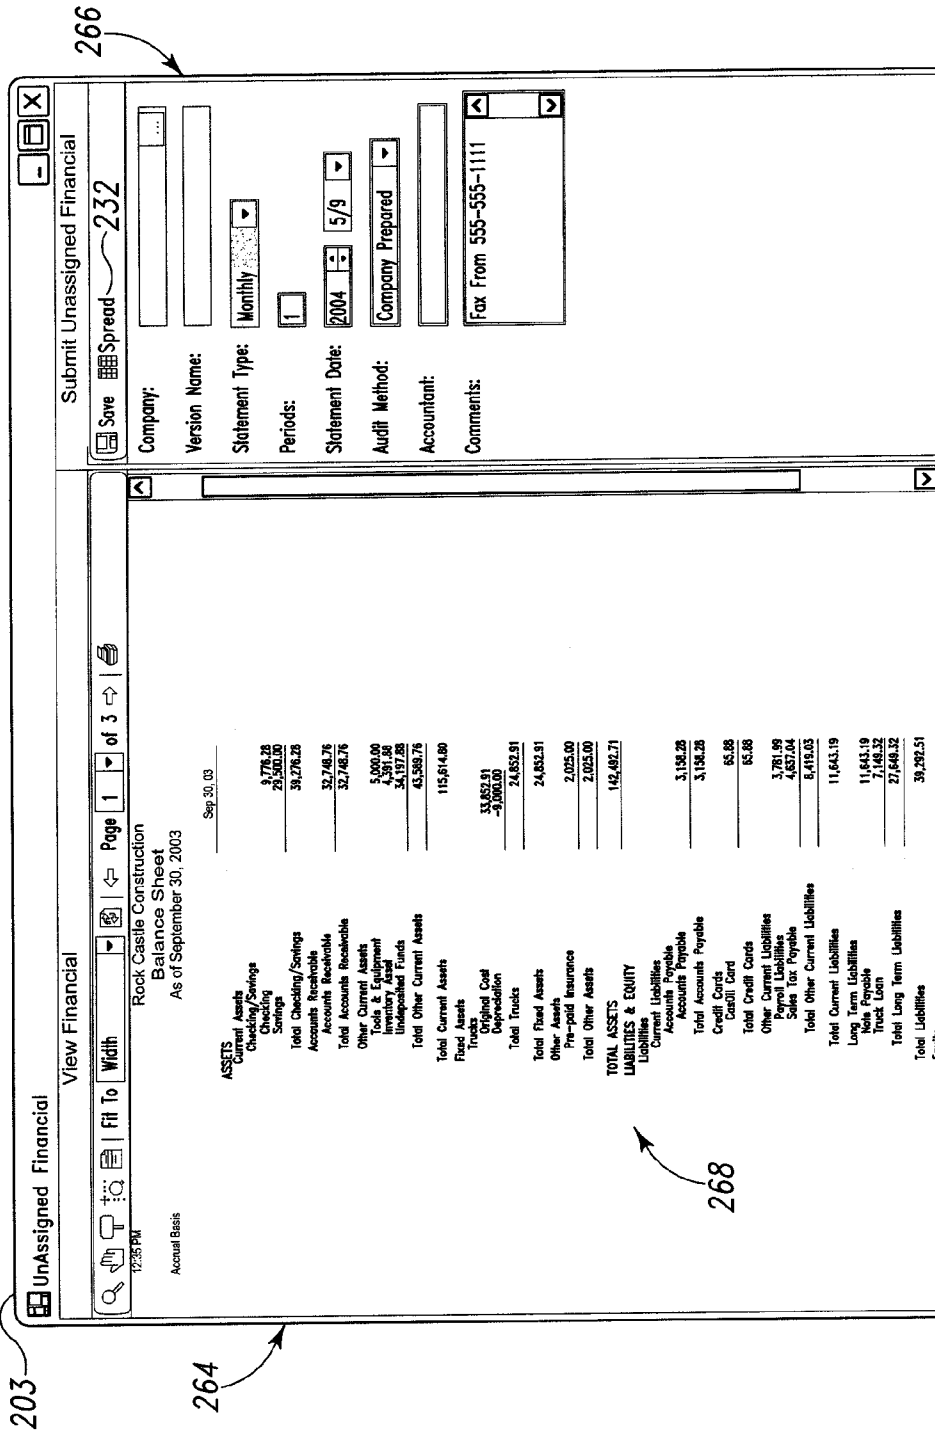 203
UnAssigned Financial
View Financial
Fit To Width Page 1 of 3
12:35 PM
Rock Castle Construction
Balance Sheet
Accrual Basis
As of September 30, 2003
Sep 30, 03
ASSETS
Current Assets
Checking/Savings
Checking 9,776.28
Savings 29,500.00
Total Checking/Savings 39,276.28
Accounts Receivable
Accounts Receivable 32,748.76
Total Accounts Receivable 32,748.76
Other Current Assets
Tools & Equipment 5,000.00
Inventory Asset 4,391.88
Undeposited Funds 34,197.88
Total Other Current Assets 43,589.76
Total Current Assets 115,614.80
Fixed Assets
Trucks
Original Cost 33,852.91
Depreciation -9,000.00
Total Trucks 24,852.91
Total Fixed Assets 24,852.91
Other Assets
Pre-paid Insurance 2,025.00
Total Other Assets 2,025.00
TOTAL ASSETS 142,492.71
LIABILITIES & EQUITY
Liabilities
Current Liabilities
Accounts Payable
Accounts Payable 3,158.28
Total Accounts Payable 3,158.28
Credit Cards
CasOil Card 65.88
Total Credit Cards 65.88
Other Current Liabilities
Payroll Liabilities 3,781.99
Sales Tax Payable 4,637.04
Total Other Current Liabilities 8,419.03
Total Current Liabilities 11,643.19
Long Term Liabilities
Note Payable 11,643.19
Truck Loan 7,149.32
Total Long Term Liabilities 27,649.32
Total Liabilities 39,292.51
264
268
Submit Unassigned Financial
Save Spread 232
Company: ...
Version Name:
Statement Type: Monthly
Periods: 1
Statement Date: 2004 5/9
Audit Method: Company Prepared
Accountant:
Comments: Fax From 555-555-1111
266